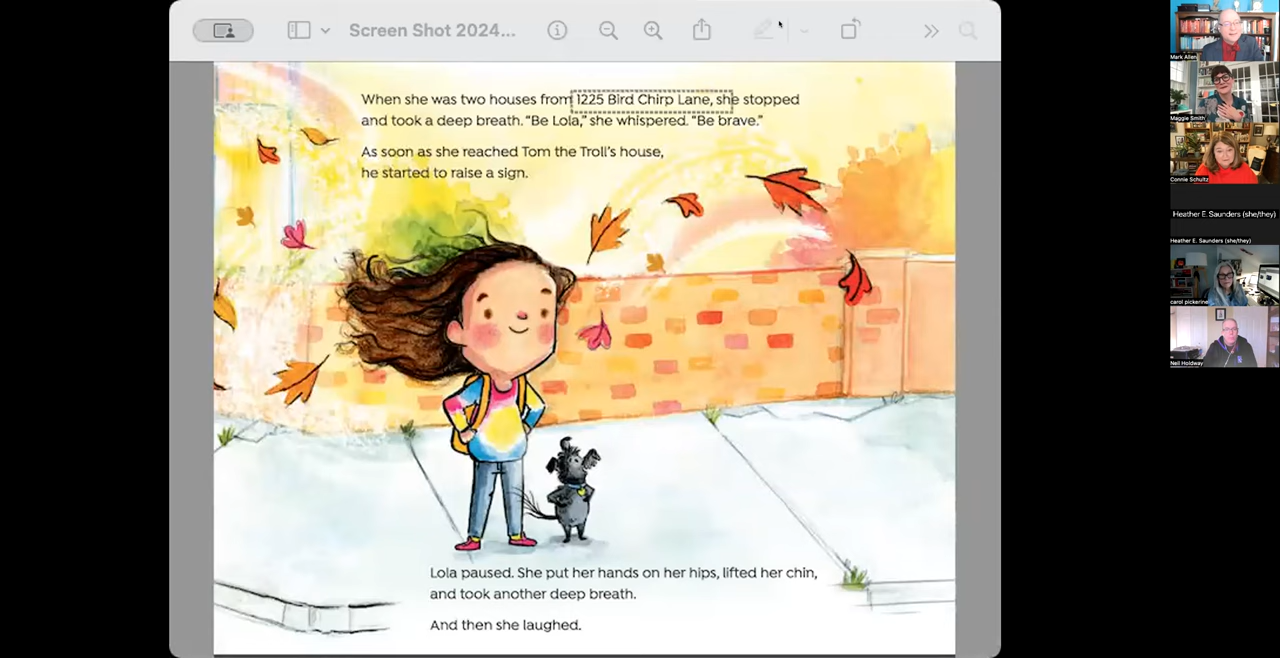 Screen Shot 2024...
When she was two houses from 1225 Bird Chirp Lane, she stopped
and took a deep breath. “Be Lola,” she whispered. “Be brave.”
As soon as she reached Tom the Troll’s house,
he started to raise a sign.
Lola paused. She put her hands on her hips, lifted her chin,
and took another deep breath.
And then she laughed.
Mark Allen
Maggie Smith
Connie Schultz
Heather E. Saunders (she/they)
Heather E. Saunders (she/they)
carol pickerine
Neil Holdway